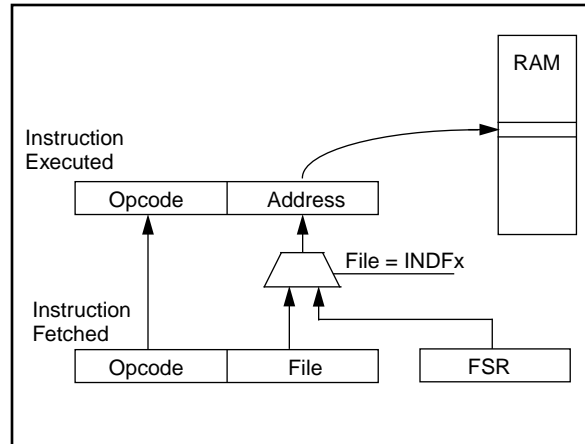 RAM
Instruction
Executed
Opcode Address
File = INDFx
Instruction
Fetched
Opcode File FSR